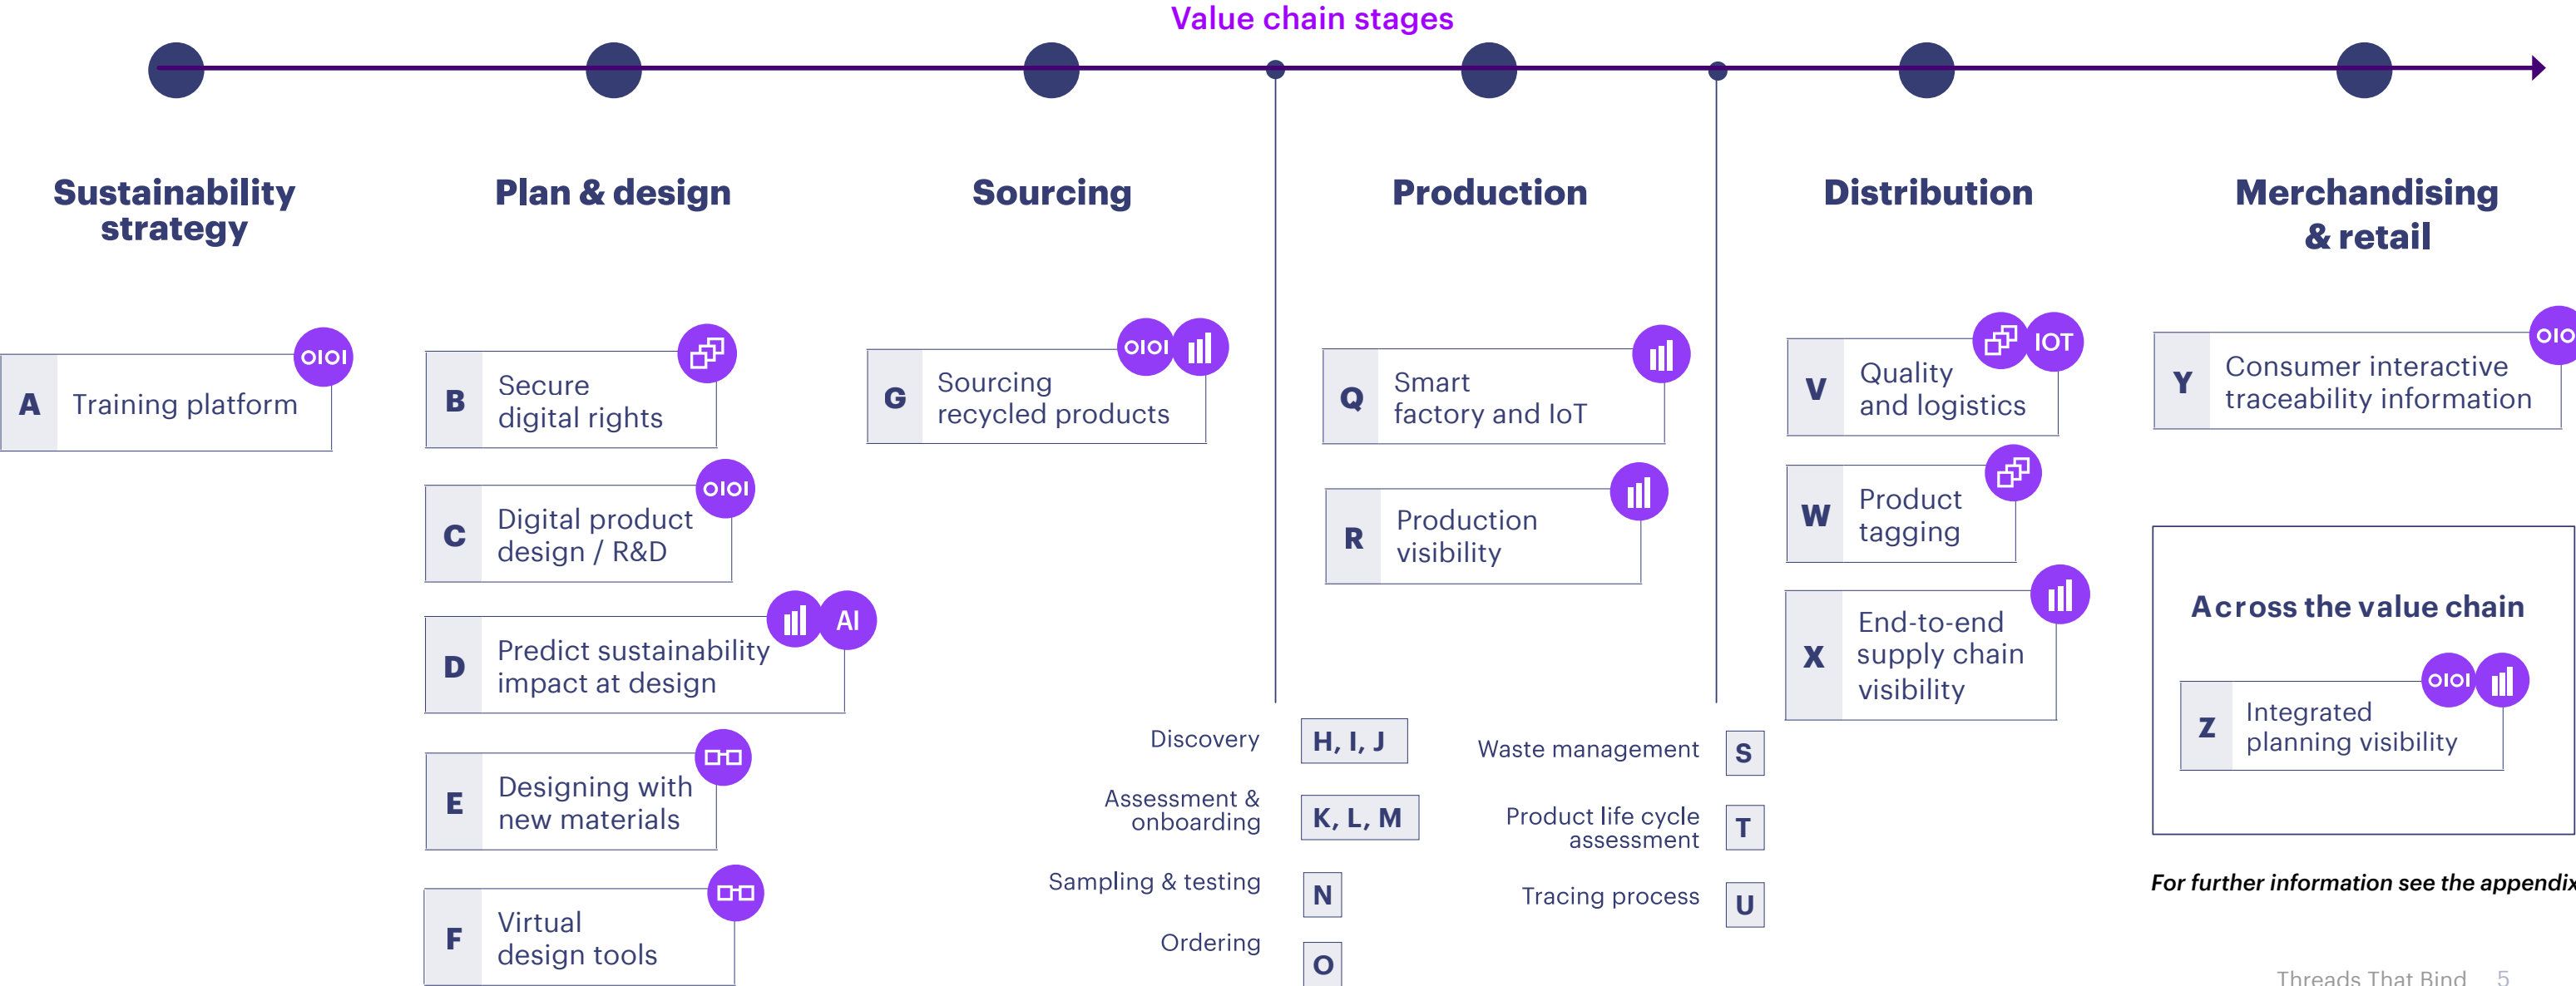 Value chain stages
Sustainability
strategy
Plan & design
Sourcing
Production
Distribution
Merchandising
& retail
A
Training platform
OIOI
B
Secure
digital rights
C
Digital product
design / R&D
OIOI
D
Predict sustainability
impact at design
AI
E
Designing with
new materials
F
Virtual
design tools
G
Sourcing
recycled products
OIOI
Discovery
H, I, J
Assessment &
onboarding
K, L, M
Sampling & testing
N
Ordering
O
Q
Smart
factory and IoT
R
Production
visibility
Waste management
S
Product life cycle
assessment
T
Tracing process
U
V
Quality
and logistics
IOT
W
Product
tagging
X
End-to-end
supply chain
visibility
Y
Consumer interactive
traceability information
OIO
Across the value chain
Z
Integrated
planning visibility
OIOI
For further information see the appendix
Threads That Bind 5